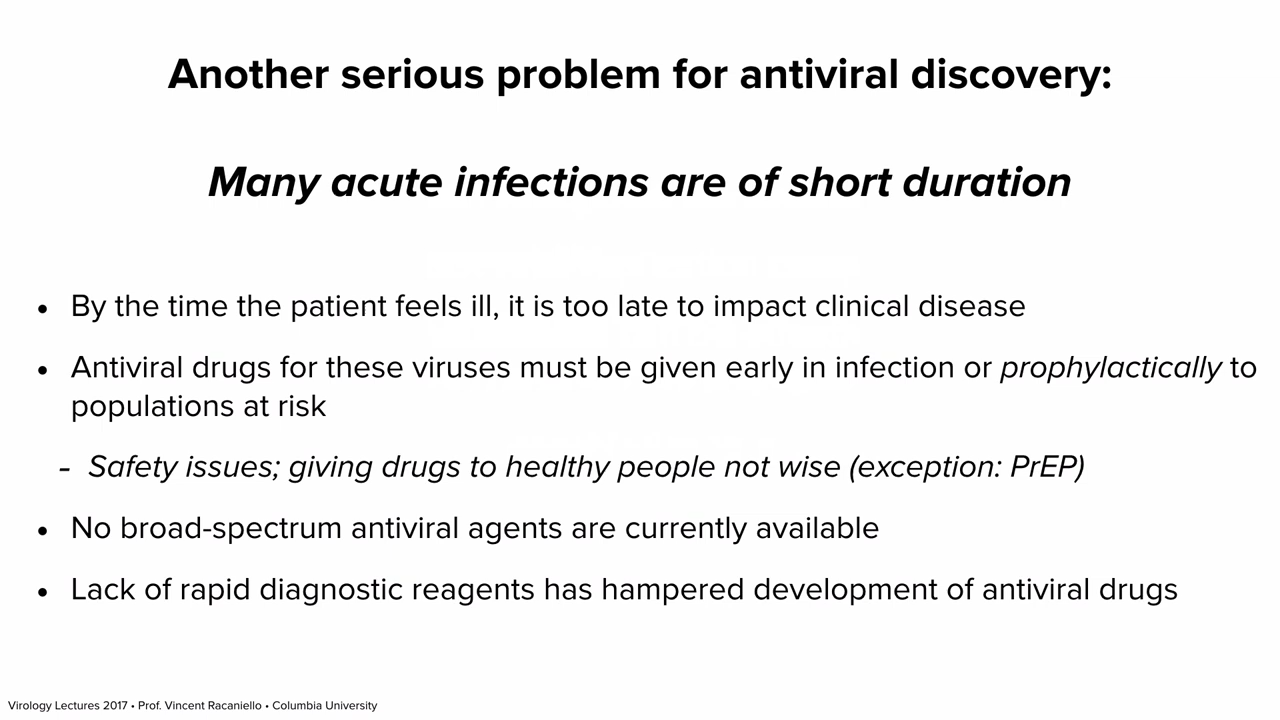 Another serious problem for antiviral discovery:
Many acute infections are of short duration
• By the time the patient feels ill, it is too late to impact clinical disease
• Antiviral drugs for these viruses must be given early in infection or prophylactically to
populations at risk
- Safety issues; giving drugs to healthy people not wise (exception: PrEP)
• No broad-spectrum antiviral agents are currently available
• Lack of rapid diagnostic reagents has hampered development of antiviral drugs
Virology Lectures 2017 • Prof. Vincent Racaniello • Columbia University